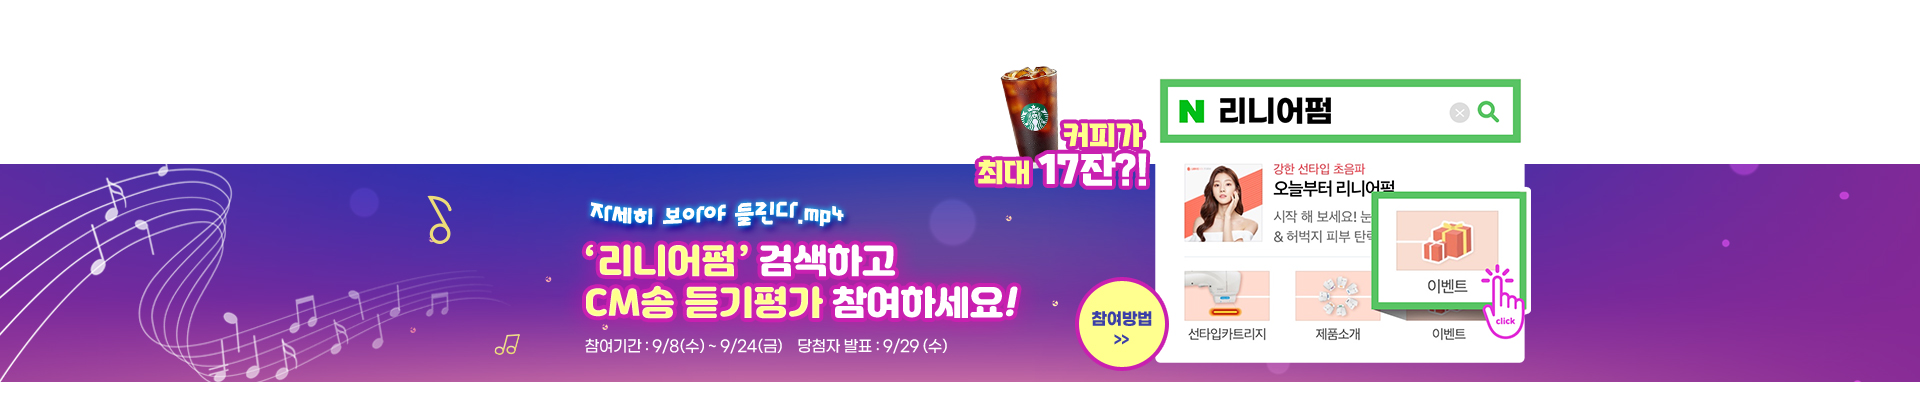 커피가
최대 17잔?!
자세히 보아야 듣린다.mp4
‘리니어펌’ 검색하고
CM송 듣기평가 참여하세요!
참여기간 : 9/8(수) ~ 9/24(금) 당첨자 발표 : 9/29 (수)
참여방법
>>
N 리니어펌
강한 선타입 초음파
오늘부터 리니어펌
시작 해 보세요! 눈
& 허벅지 피부 탄력
이벤트
click
선타입카트리지
제품소개
이벤트